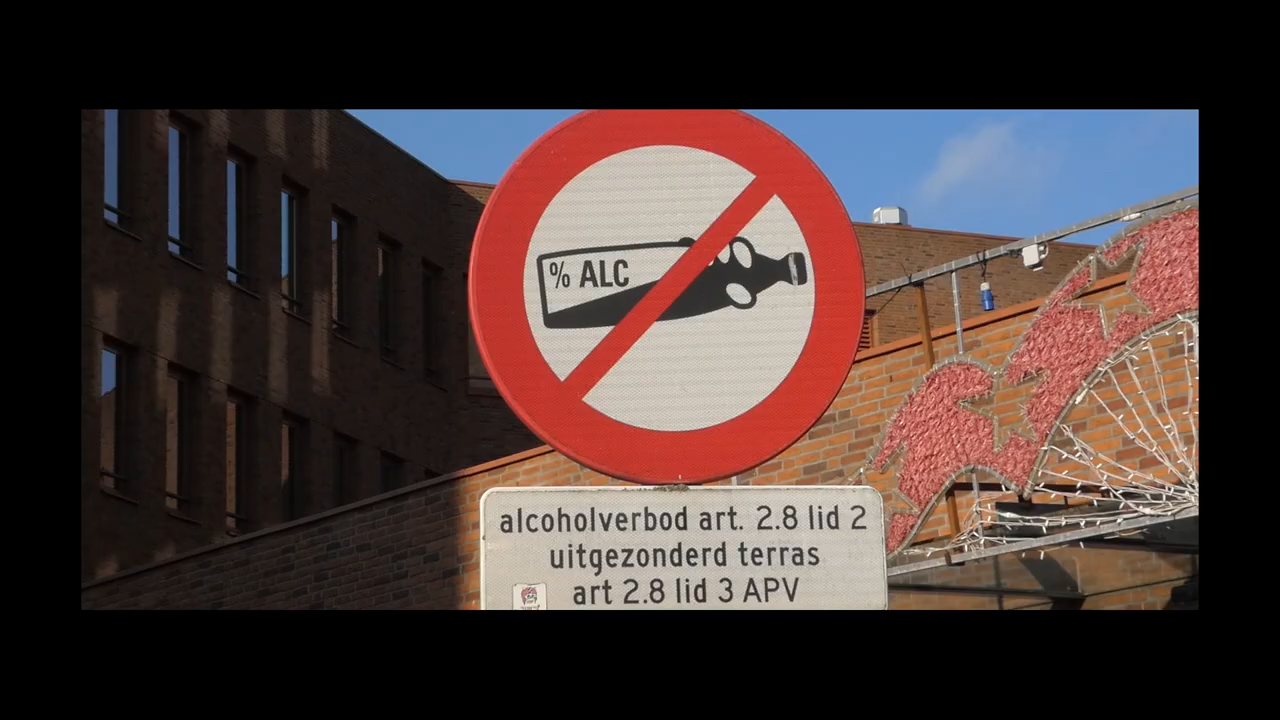 % ALC
alcoholverbod art. 2.8 lid 2
uitgezonderd terras
art 2.8 lid 3 APV